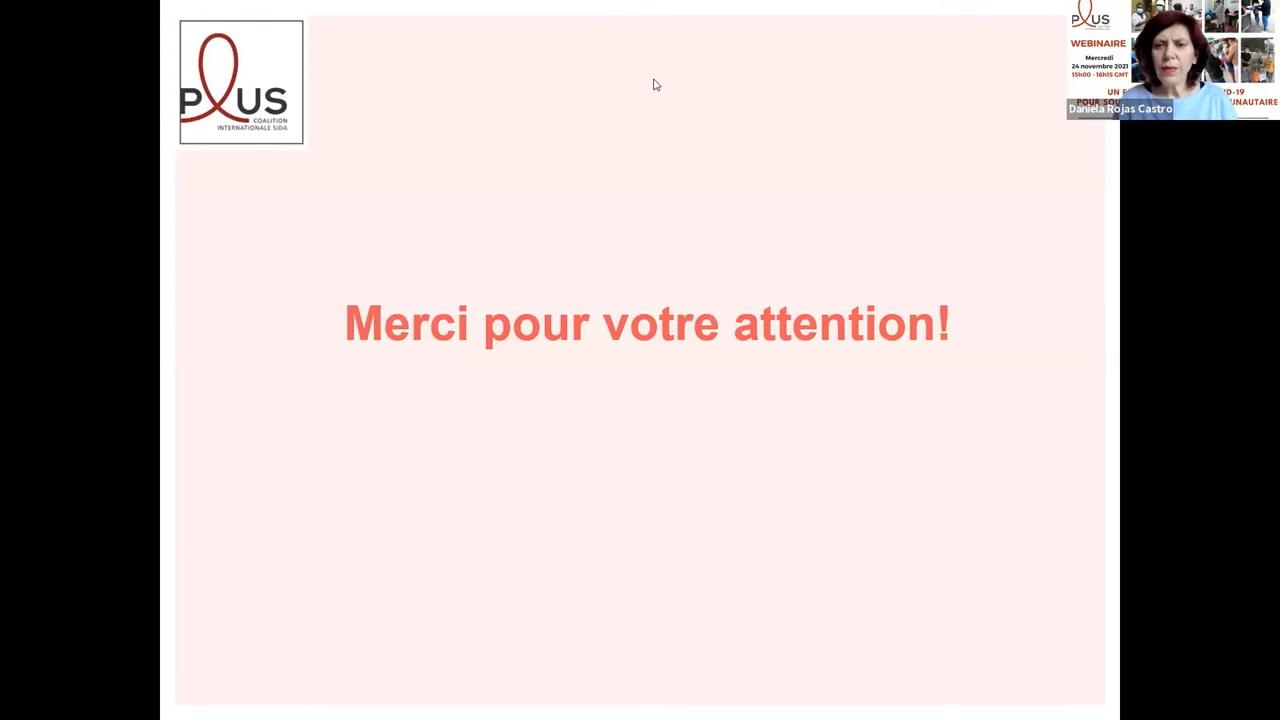 PLUS
COALITION
INTERNATIONALE SIDA
PLUS
WEBINAIRE
Mercredi
24 novembre 2021
15h00 - 16h15 GMT
Daniela Rojas Castro
Merci pour votre attention!